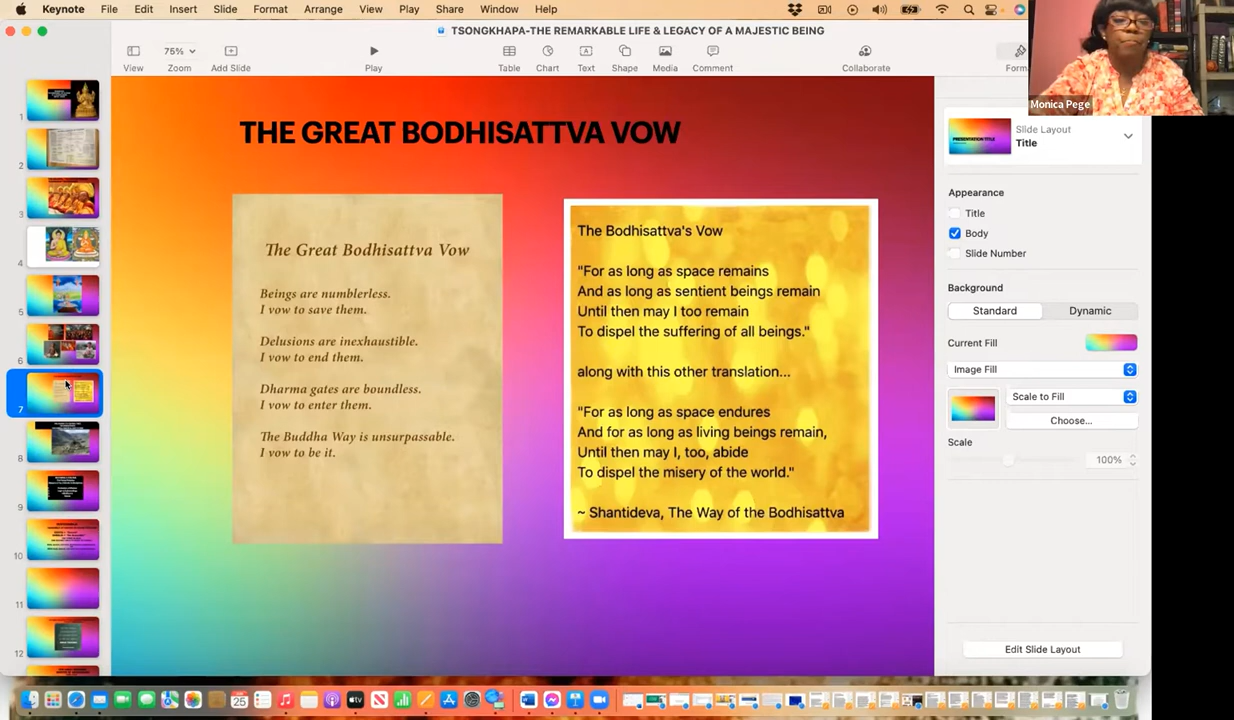 Keynote File Edit Insert Slide Format Arrange View Play Share Window Help
TSONGKHAPA-THE REMARKABLE LIFE & LEGACY OF A MAJESTIC BEING
75%
View Zoom Add Slide Play Table Chart Text Shape Media Comment Collaborate Form
Monica Pege
THE GREAT BODHISATTVA VOW
The Great Bodhisattva Vow
Beings are numblerless.
I vow to save them.
Delusions are inexhaustible.
I vow to end them.
Dharma gates are boundless.
I vow to enter them.
The Buddha Way is unsurpassable.
I vow to be it.
The Bodhisattva's Vow
"For as long as space remains
And as long as sentient beings remain
Until then may I too remain
To dispel the suffering of all beings."
along with this other translation...
"For as long as space endures
And for as long as living beings remain,
Until then may I, too, abide
To dispel the misery of the world."
~ Shantideva, The Way of the Bodhisattva
1
2
3
4
5
6
7
8
9
10
11
12
PRESENTATION TITLE
Slide Layout
Title
Appearance
Title
Body
Slide Number
Background
Standard Dynamic
Current Fill
Image Fill
Scale to Fill
Choose...
Scale
100%
Edit Slide Layout
25